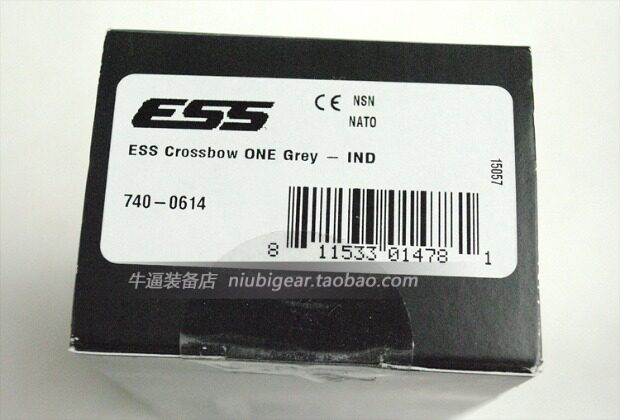 ESS
CE NSN
NATO
ESS Crossbow ONE Grey – IND
15057
740–0614
8 11533 01478 1
牛逼装备店 niubigear.taobao.com